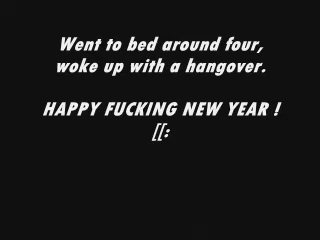 Went to bed around four,
woke up with a hangover.
HAPPY FUCKING NEW YEAR !
[[: